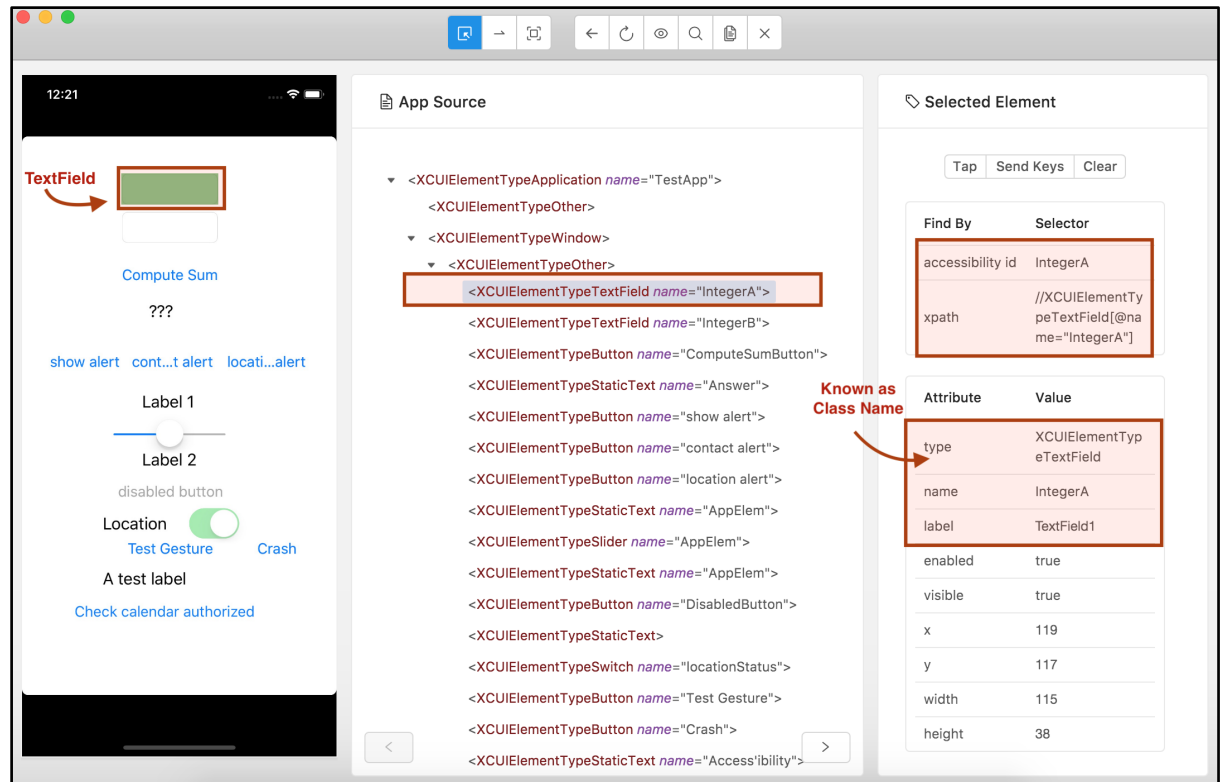 12:21
TextField
Compute Sum
???
show alert cont...t alert locati...alert
Label 1
Label 2
disabled button
Location
Test Gesture Crash
A test label
Check calendar authorized
App Source
<XCUIElementTypeApplication name="TestApp">
<XCUIElementTypeOther>
<XCUIElementTypeWindow>
<XCUIElementTypeOther>
<XCUIElementTypeTextField name="IntegerA">
<XCUIElementTypeTextField name="IntegerB">
<XCUIElementTypeButton name="ComputeSumButton">
<XCUIElementTypeStaticText name="Answer">
<XCUIElementTypeButton name="show alert">
<XCUIElementTypeButton name="contact alert">
<XCUIElementTypeButton name="location alert">
<XCUIElementTypeStaticText name="AppElem">
<XCUIElementTypeSlider name="AppElem">
<XCUIElementTypeStaticText name="AppElem">
<XCUIElementTypeButton name="DisabledButton">
<XCUIElementTypeStaticText>
<XCUIElementTypeSwitch name="locationStatus">
<XCUIElementTypeButton name="Test Gesture">
<XCUIElementTypeButton name="Crash">
<XCUIElementTypeStaticText name="Access'ibility">
Selected Element
Tap Send Keys Clear
Find By Selector
accessibility id IntegerA
xpath //XCUIElementTy
peTextField[@na
me="IntegerA"]
Known as
Class Name
Attribute Value
type XCUIElementTyp
eTextField
name IntegerA
label TextField1
enabled true
visible true
x 119
y 117
width 115
height 38